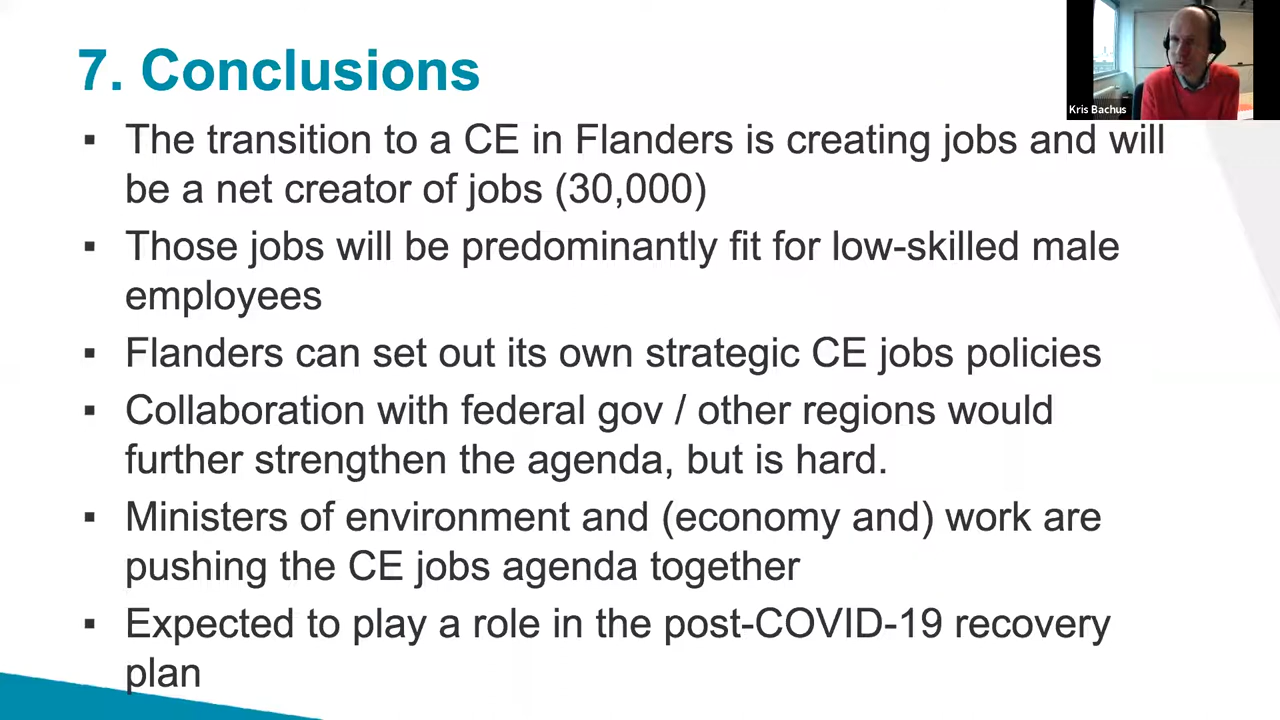 7. Conclusions
Kris Bachus
▪ The transition to a CE in Flanders is creating jobs and will
be a net creator of jobs (30,000)
▪ Those jobs will be predominantly fit for low-skilled male
employees
▪ Flanders can set out its own strategic CE jobs policies
▪ Collaboration with federal gov / other regions would
further strengthen the agenda, but is hard.
▪ Ministers of environment and (economy and) work are
pushing the CE jobs agenda together
▪ Expected to play a role in the post-COVID-19 recovery
plan